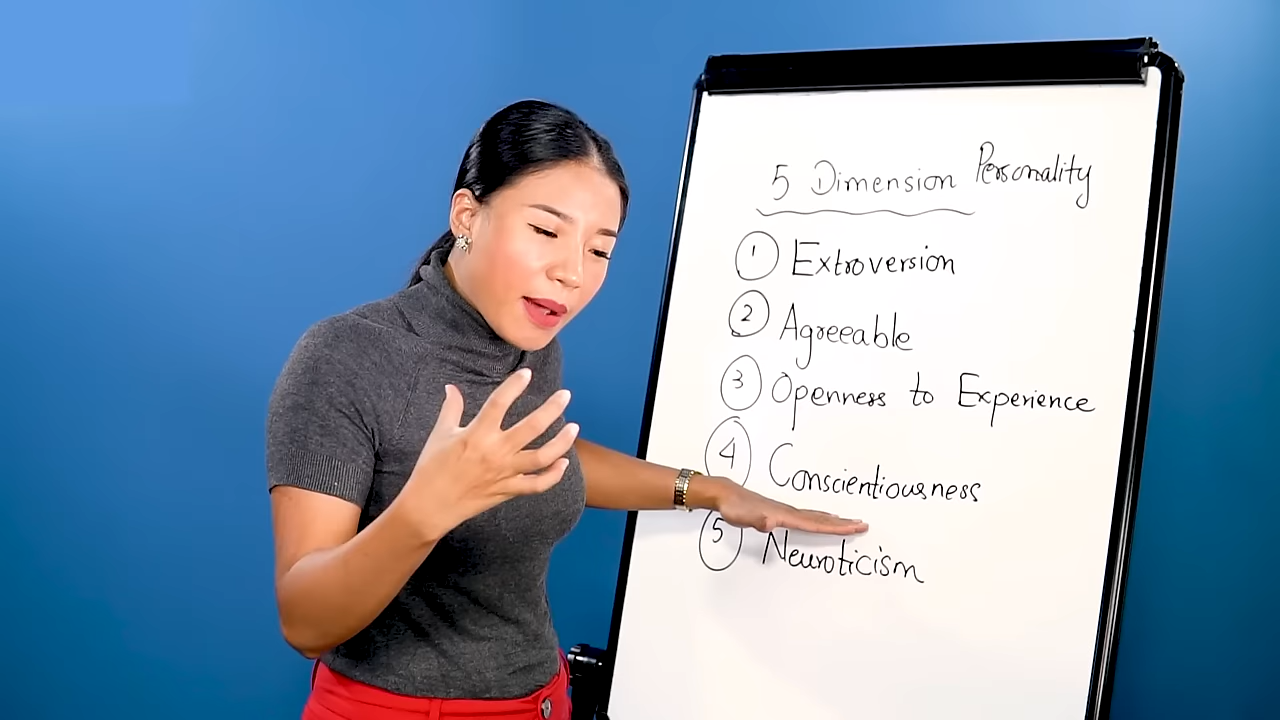 5 Dimension Personality
1 Extroversion
2 Agreeable
3 Openness to Experience
4 Conscientiousness
5 Neuroticism